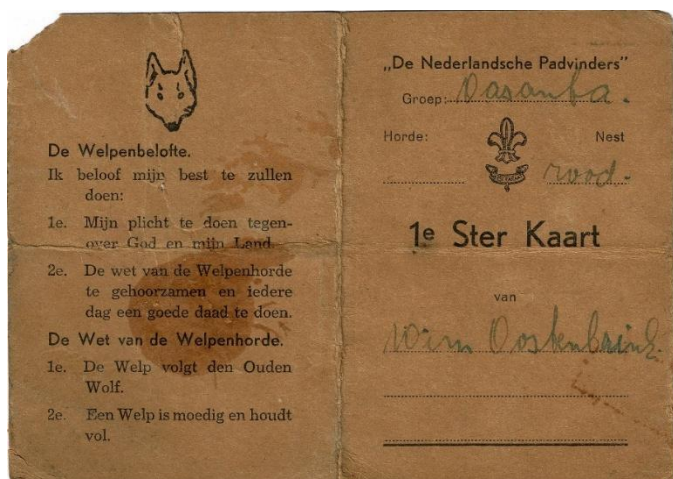 De Welpenbelofte.
Ik beloof mijn best te zullen
doen:
1e. Mijn plicht te doen tegen-
over God en mijn Land.
2e. De wet van de Welpenhorde
te gehoorzamen en iedere
dag een goede daad te doen.
De Wet van de Welpenhorde.
1e. De Welp volgt den Ouden
Wolf.
2e. Een Welp is moedig en houdt
vol.
„De Nederlandsche Padvinders"
Groep: Dasanba.
Horde: Nest
rood.
1e Ster Kaart
van
Wim Oostenbrink.